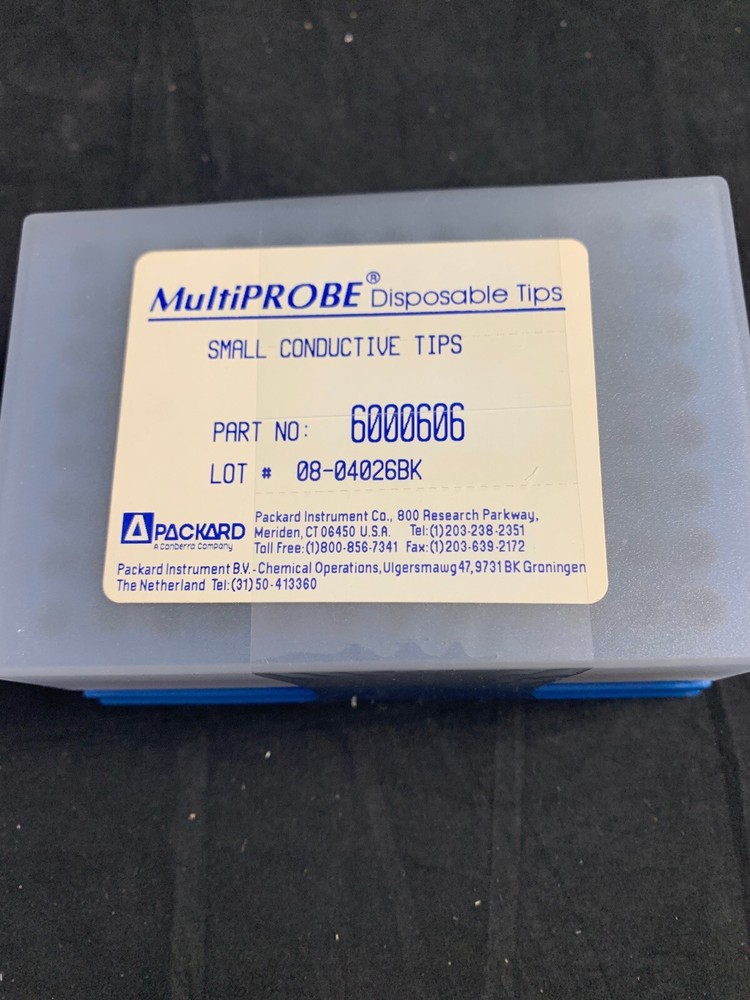 MultiPROBE® Disposable Tips
SMALL CONDUCTIVE TIPS
PART NO: 6000606
LOT # 08-04026BK
PACKARD
A Canberra Company
Packard Instrument Co., 800 Research Parkway,
Meriden, CT 06450 U.S.A. Tel:(1)203-238-2351
Toll Free:(1)800-856-7341 Fax:(1)203-639-2172
Packard Instrument B.V.-Chemical Operations,Ulgersmawg 47,9731 BK Groningen
The Netherland Tel:(31)50-413360